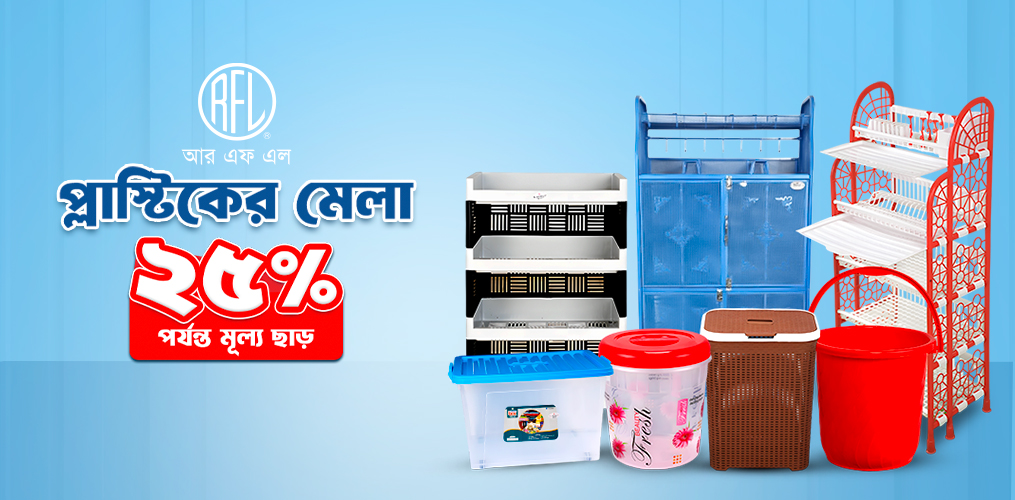 RFL
আর এফ এল
প্লাস্টিকের মেলা
২৫%
পর্যন্ত মূল্য ছাড়
Fresh